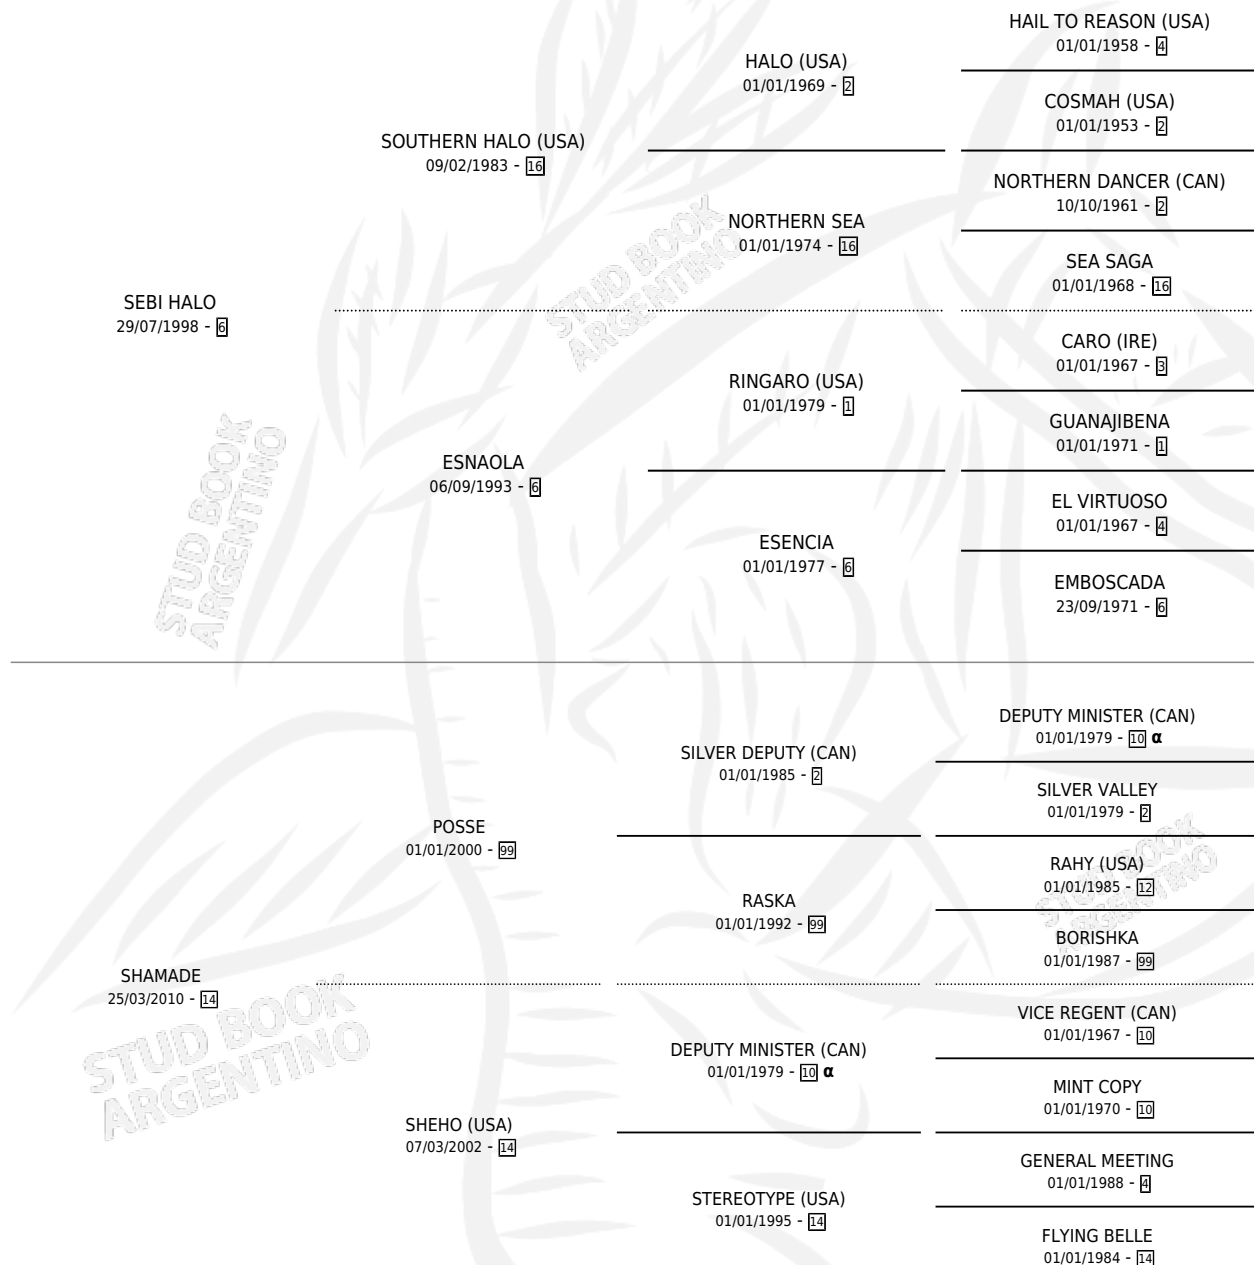 HAIL TO REASON (USA)
01/01/1958 - 4
HALO (USA)
01/01/1969 - 2
COSMAH (USA)
01/01/1953 - 2
SOUTHERN HALO (USA)
09/02/1983 - 16
NORTHERN DANCER (CAN)
10/10/1961 - 2
NORTHERN SEA
01/01/1974 - 16
SEA SAGA
01/01/1968 - 16
SEBI HALO
29/07/1998 - 6
CARO (IRE)
01/01/1967 - 3
RINGARO (USA)
01/01/1979 - 1
GUANAJIBENA
01/01/1971 - 1
ESNAOLA
06/09/1993 - 6
EL VIRTUOSO
01/01/1967 - 4
ESENCIA
01/01/1977 - 6
EMBOSCADA
23/09/1971 - 6
DEPUTY MINISTER (CAN)
01/01/1979 - 10 α
SILVER DEPUTY (CAN)
01/01/1985 - 2
SILVER VALLEY
01/01/1979 - 2
POSSE
01/01/2000 - 99
RAHY (USA)
01/01/1985 - 12
RASKA
01/01/1992 - 99
BORISHKA
01/01/1987 - 99
SHAMADE
25/03/2010 - 14
VICE REGENT (CAN)
01/01/1967 - 10
DEPUTY MINISTER (CAN)
01/01/1979 - 10 α
MINT COPY
01/01/1970 - 10
SHEHO (USA)
07/03/2002 - 14
GENERAL MEETING
01/01/1988 - 4
STEREOTYPE (USA)
01/01/1995 - 14
FLYING BELLE
01/01/1984 - 14
STUD BOOK
ARGENTINO
STUD BOOK
ARGENTINO
STUD BOOK
ARGENTINO
STUD BOOK
ARGENTINO